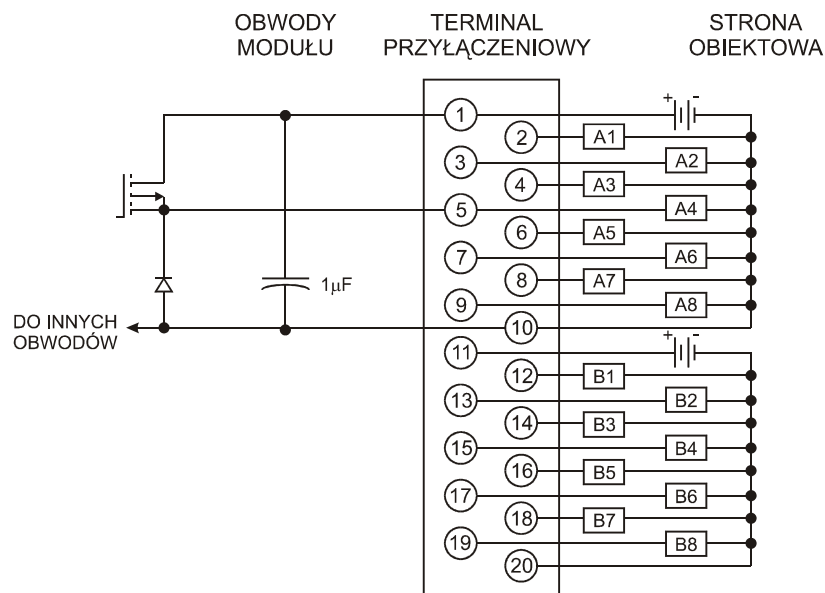 OBWODY
MODUŁU
TERMINAL
PRZYŁĄCZENIOWY
STRONA
OBIEKTOWA
1
+ -
2
A1
3
A2
4
A3
5
A4
6
A5
7
A6
8
A7
1µF
9
A8
DO INNYCH
OBWODÓW
10
11
+ -
12
B1
13
B2
14
B3
15
B4
16
B5
17
B6
18
B7
19
B8
20